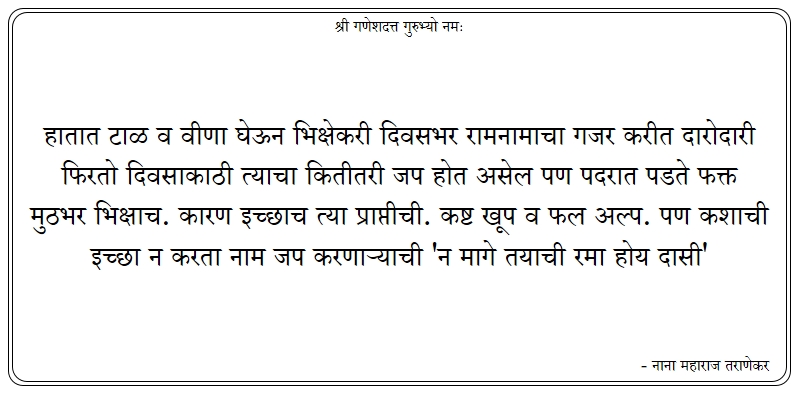 श्री गणेशदत्त गुरुभ्यो नमः
हातात टाळ व वीणा घेऊन भिक्षेकरी दिवसभर रामनामाचा गजर करीत दारोदारी
फिरतो दिवसाकाठी त्याचा कितीतरी जप होत असेल पण पदरात पडते फक्त
मुठभर भिक्षाच. कारण इच्छाच त्या प्राप्तीची. कष्ट खूप व फल अल्प. पण कशाची
इच्छा न करता नाम जप करणाऱ्याची 'न मागे तयाची रमा होय दासी'
- नाना महाराज तराणेकर